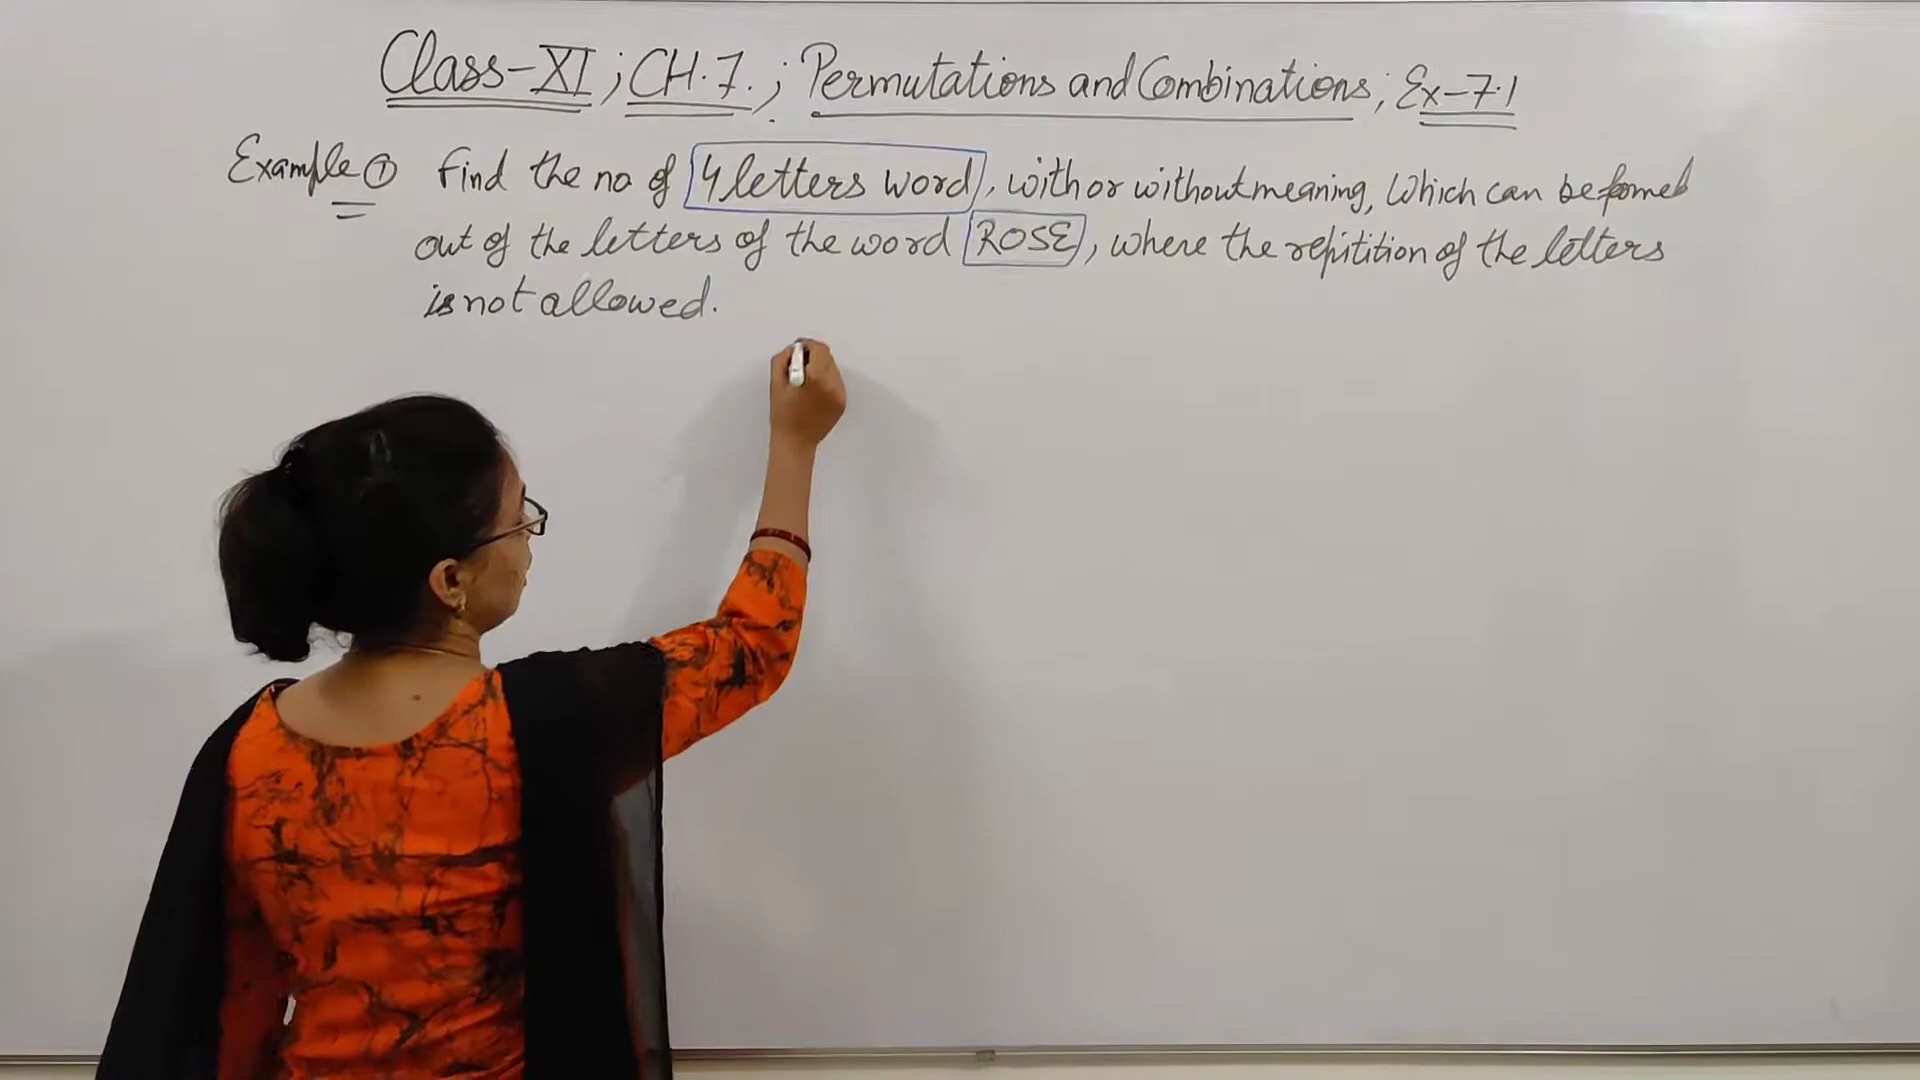 Class-XI ; CH.7. ; Permutations and Combinations ; Ex-7.1
Example ① Find the no of 4 letters word, with or without meaning, Which can be formed
out of the letters of the word ROSE, where the repitition of the letters
is not allowed.